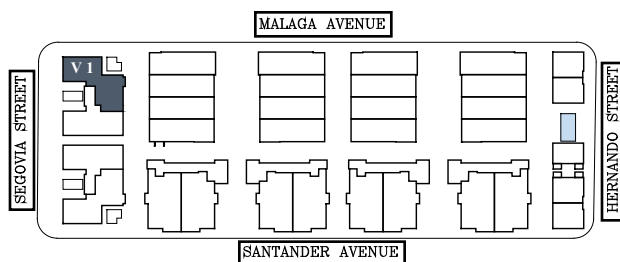 MALAGA AVENUE
SEGOVIA STREET
V 1
HERNANDO STREET
SANTANDER AVENUE